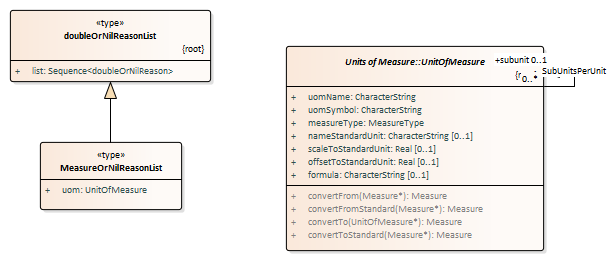 «type»
doubleOrNilReasonList
{root}
+ list: Sequence<doubleOrNilReason>
«type»
MeasureOrNilReasonList
+ uom: UnitOfMeasure
Units of Measure::UnitOfMeasure
+subunit 0..1
SubUnitsPerUnit
0..*
+ uomName: CharacterString
+ uomSymbol: CharacterString
+ measureType: MeasureType
+ nameStandardUnit: CharacterString [0..1]
+ scaleToStandardUnit: Real [0..1]
+ offsetToStandardUnit: Real [0..1]
+ formula: CharacterString [0..1]
+ convertFrom(Measure*): Measure
+ convertFromStandard(Measure*): Measure
+ convertTo(UnitOfMeasure*): Measure
+ convertToStandard(Measure*): Measure